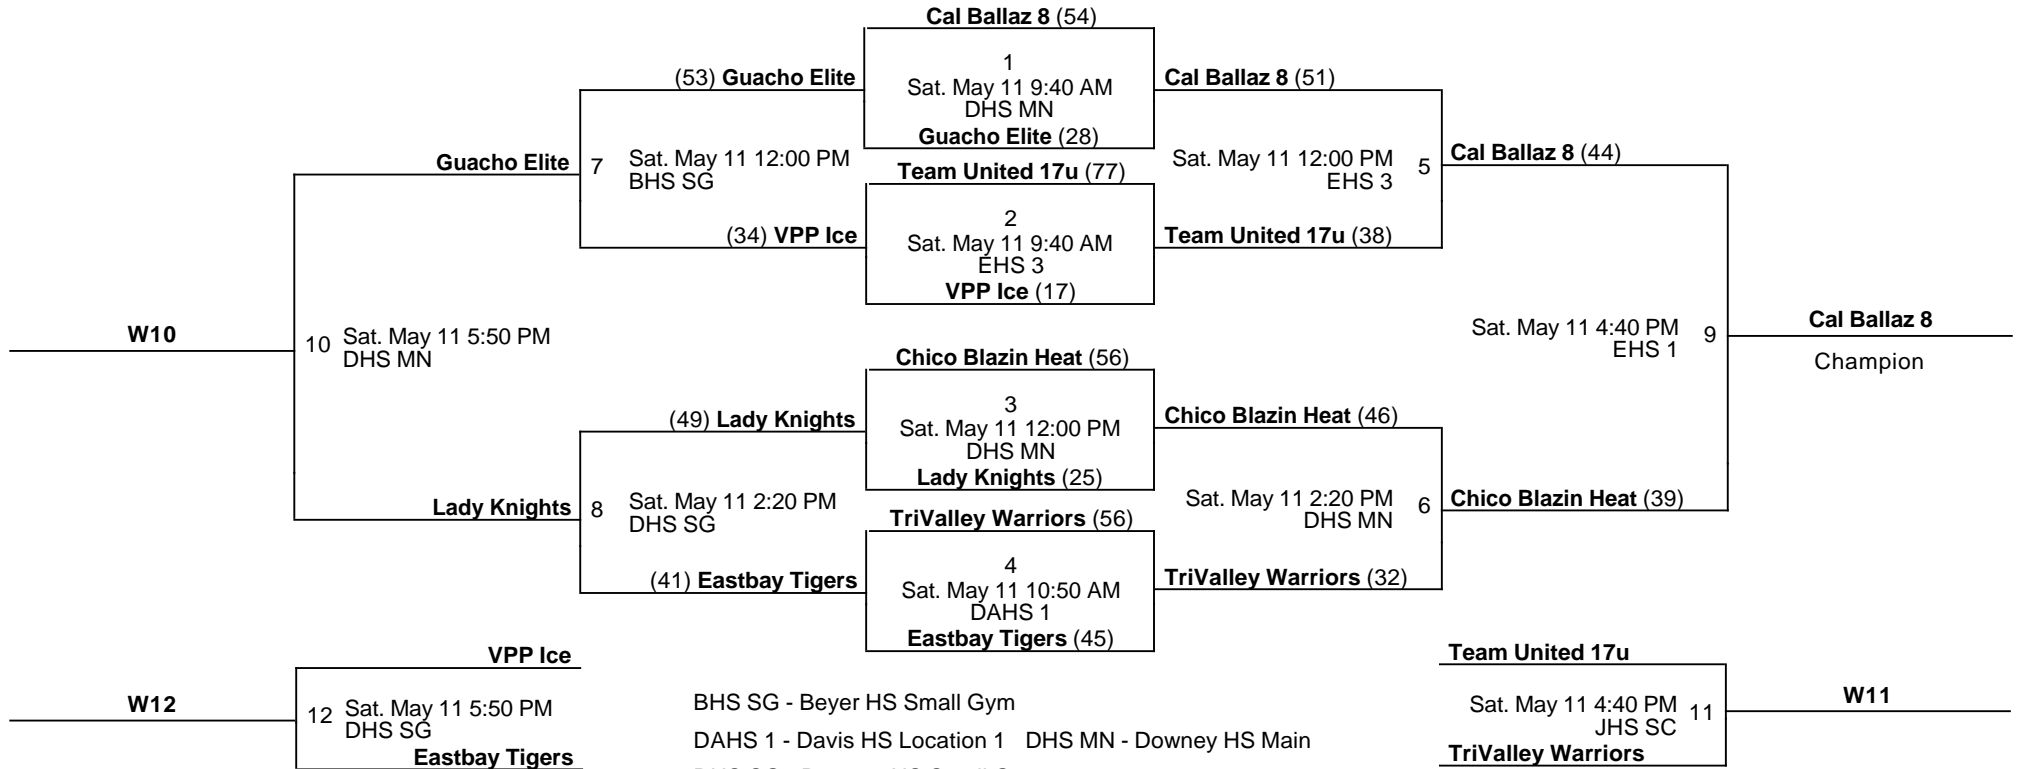 Cal Ballaz 8 (54)
1
Sat. May 11 9:40 AM
DHS MN
Guacho Elite (28)
(53) Guacho Elite
Cal Ballaz 8 (51)
Guacho Elite
7
Sat. May 11 12:00 PM
BHS SG
Sat. May 11 12:00 PM
EHS 3
5
Cal Ballaz 8 (44)
Team United 17u (77)
2
Sat. May 11 9:40 AM
EHS 3
VPP Ice (17)
(34) VPP Ice
Team United 17u (38)
W10
10
Sat. May 11 5:50 PM
DHS MN
Sat. May 11 4:40 PM
EHS 1
9
Cal Ballaz 8
Champion
Chico Blazin Heat (56)
3
Sat. May 11 12:00 PM
DHS MN
Lady Knights (25)
(49) Lady Knights
Chico Blazin Heat (46)
Lady Knights
8
Sat. May 11 2:20 PM
DHS SG
Sat. May 11 2:20 PM
DHS MN
6
Chico Blazin Heat (39)
TriValley Warriors (56)
4
Sat. May 11 10:50 AM
DAHS 1
Eastbay Tigers (45)
(41) Eastbay Tigers
TriValley Warriors (32)
VPP Ice
W12
12
Sat. May 11 5:50 PM
DHS SG
Eastbay Tigers
BHS SG - Beyer HS Small Gym
DAHS 1 - Davis HS Location 1 DHS MN - Downey HS Main
Team United 17u
Sat. May 11 4:40 PM
JHS SC
11
W11
TriValley Warriors